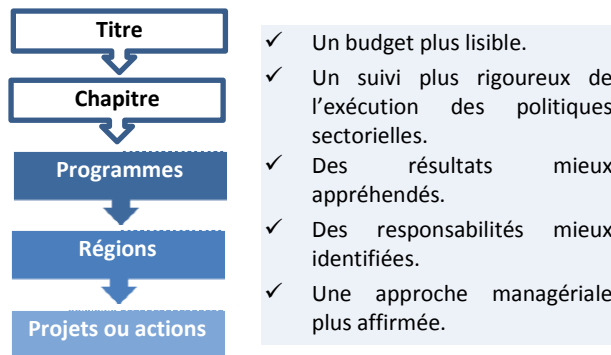 Titre
Chapitre
Programmes
Régions
Projets ou actions
✓ Un budget plus lisible.
✓ Un suivi plus rigoureux de
l’exécution des politiques
sectorielles.
✓ Des résultats mieux
appréhendés.
✓ Des responsabilités mieux
identifiées.
✓ Une approche managériale
plus affirmée.